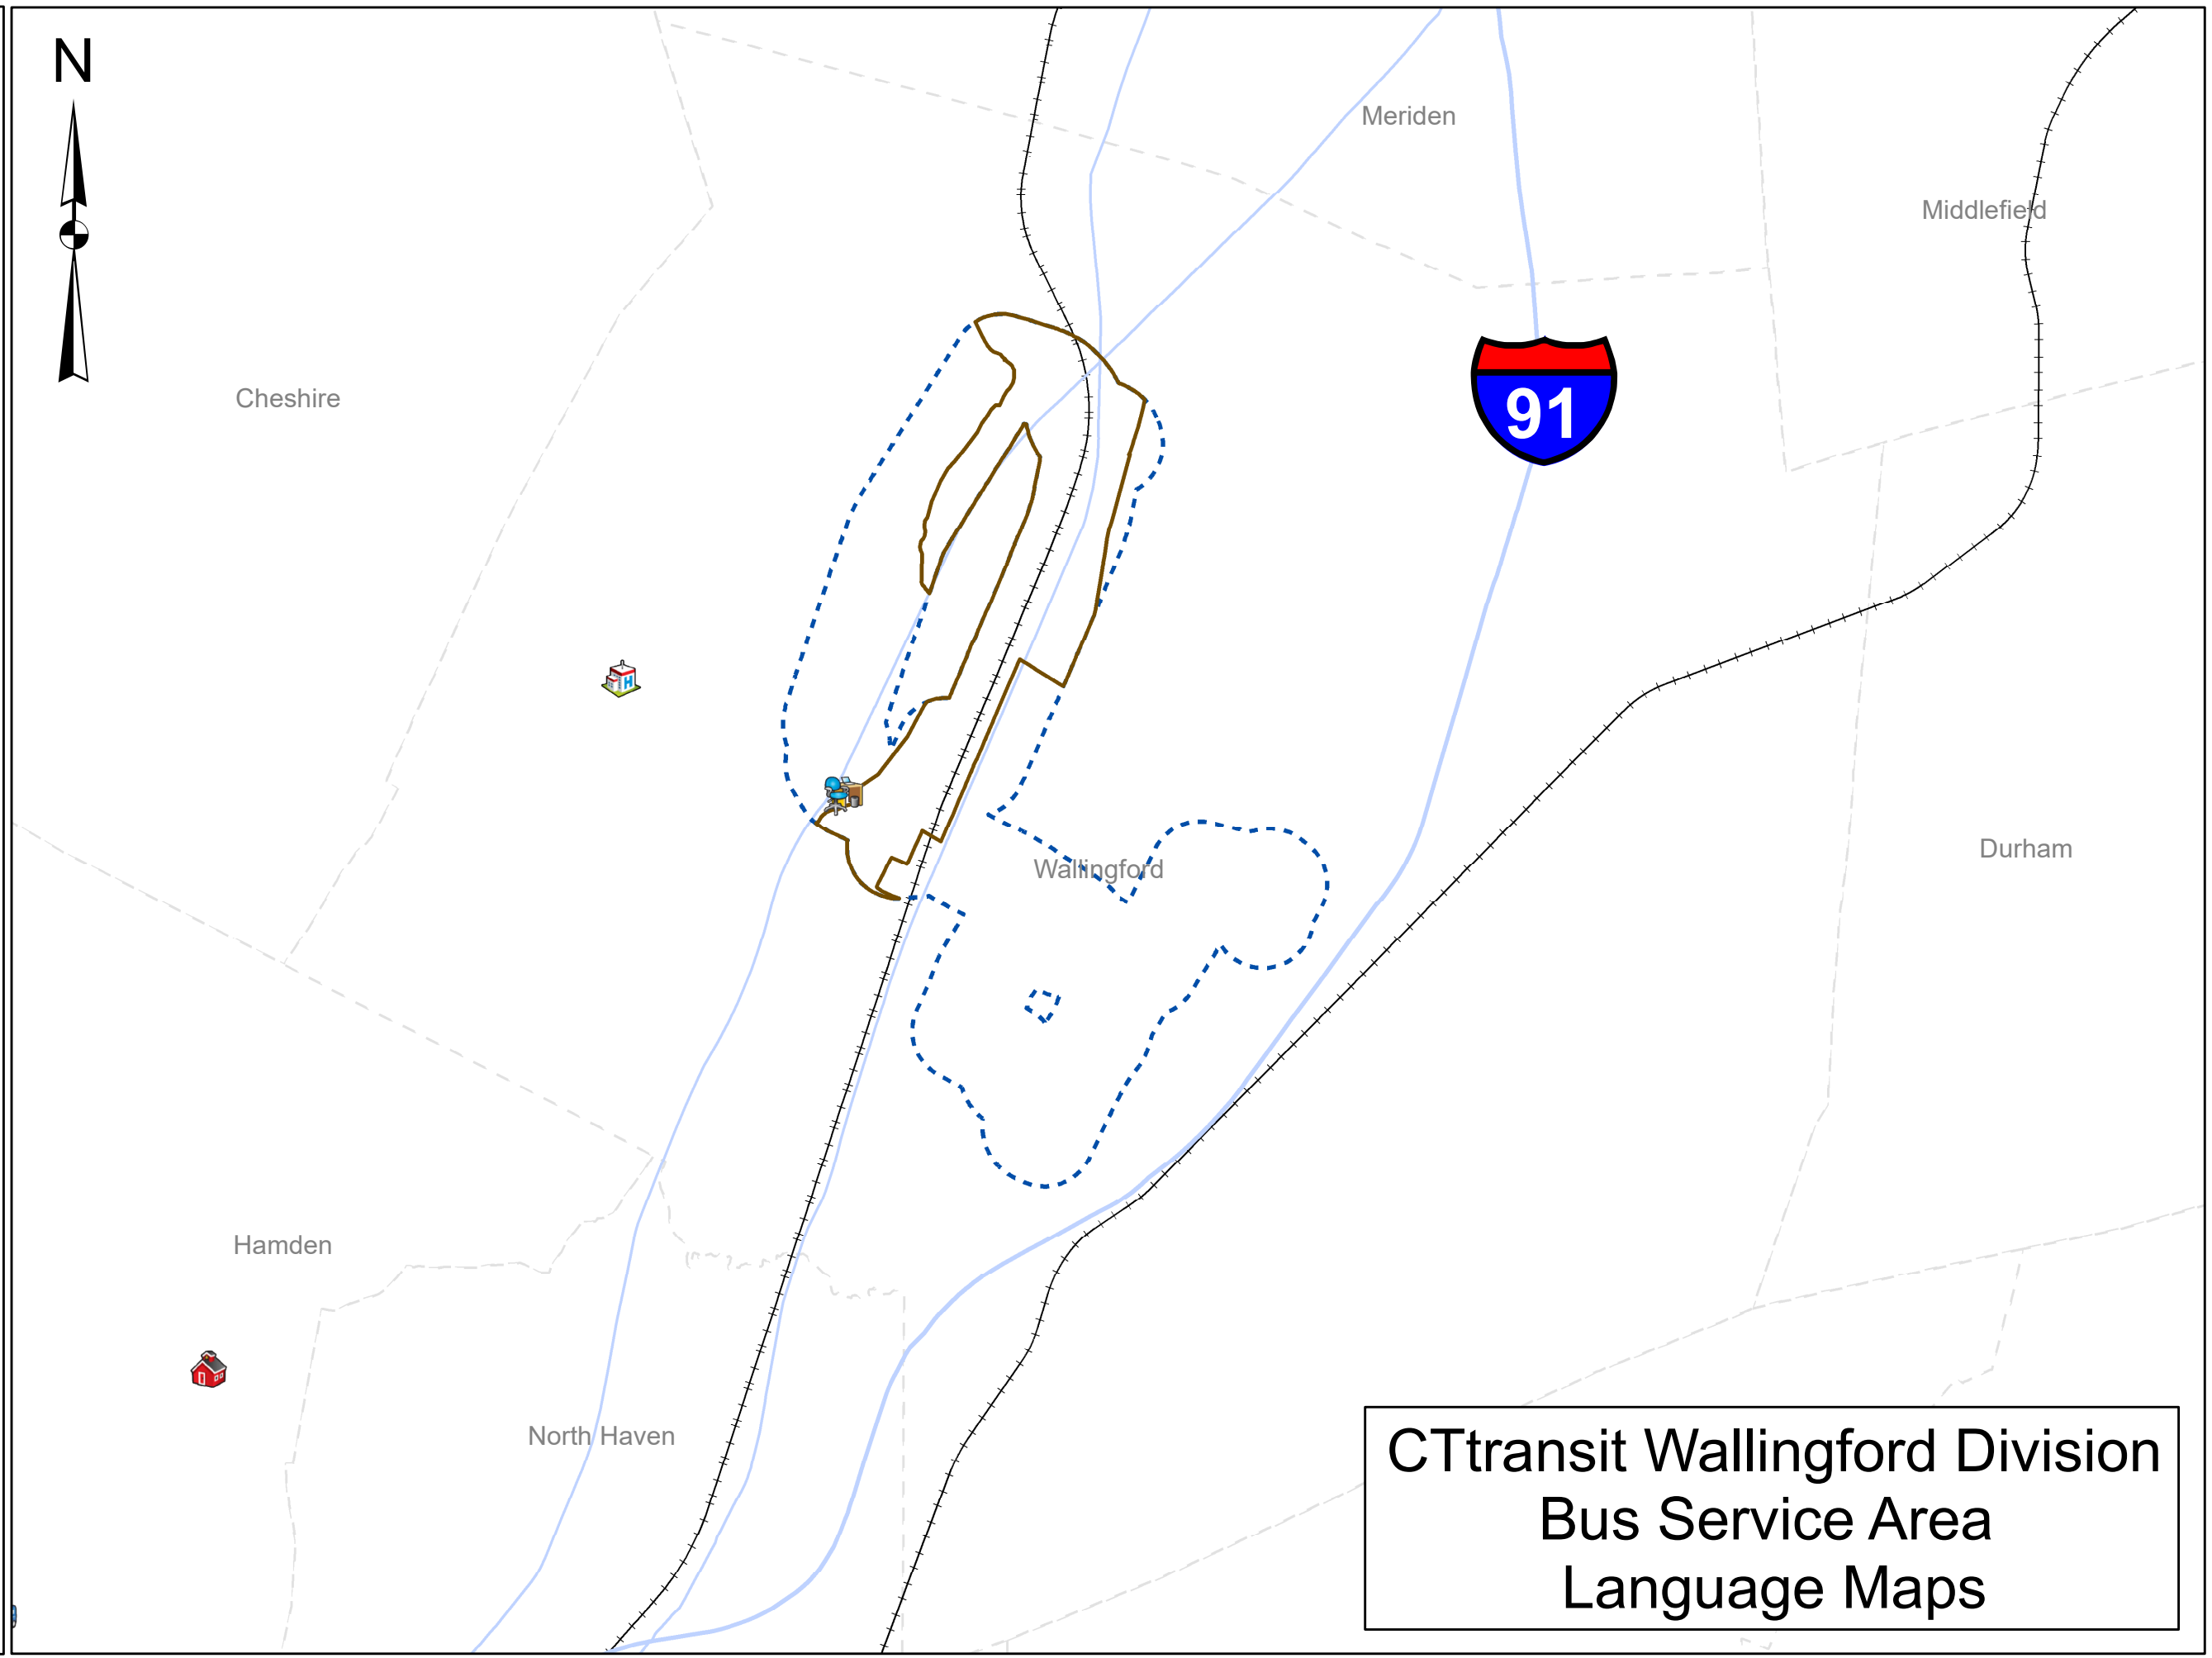 N
Meriden
Middlefield
Cheshire
91
Wallingford
Durham
Hamden
North Haven
H
CTtransit Wallingford Division
Bus Service Area
Language Maps